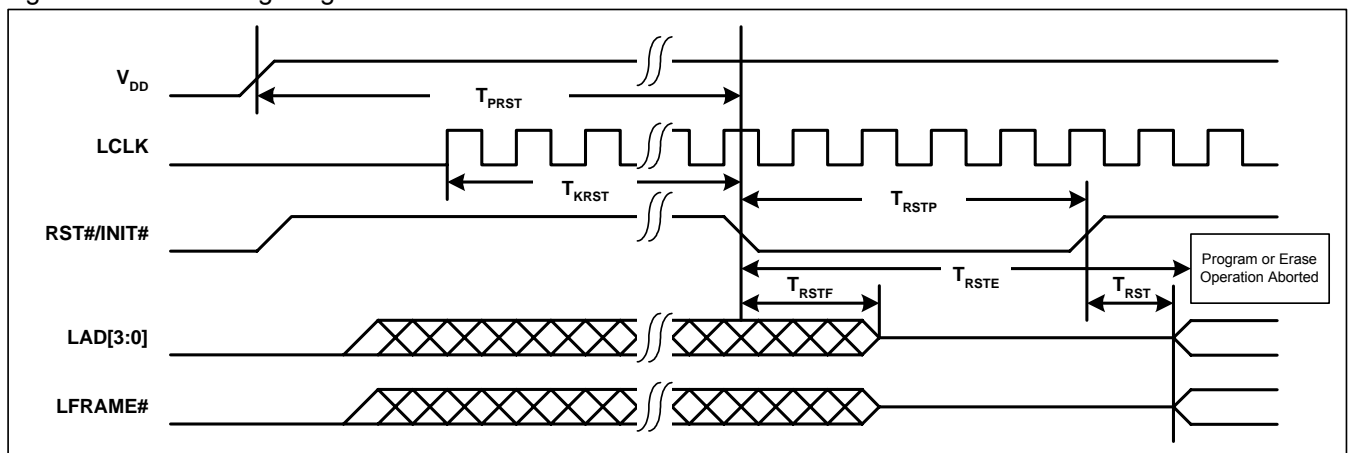 V_DD
T_PRST
LCLK
T_KRST
T_RSTP
RST#/INIT#
Program or Erase
Operation Aborted
T_RSTE
T_RSTF
T_RST
LAD[3:0]
LFRAME#